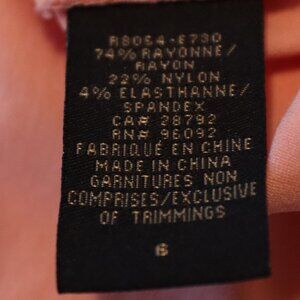 R8064-E730
74% RAYONNE/
RAYON
22% NYLON
4% ELASTHANNE/
SPANDEX
CA# 28792
RN# 96092
FABRIQUÉ EN CHINE
MADE IN CHINA
GARNITURES NON
COMPRISES/EXCLUSIVE
OF TRIMMINGS
6